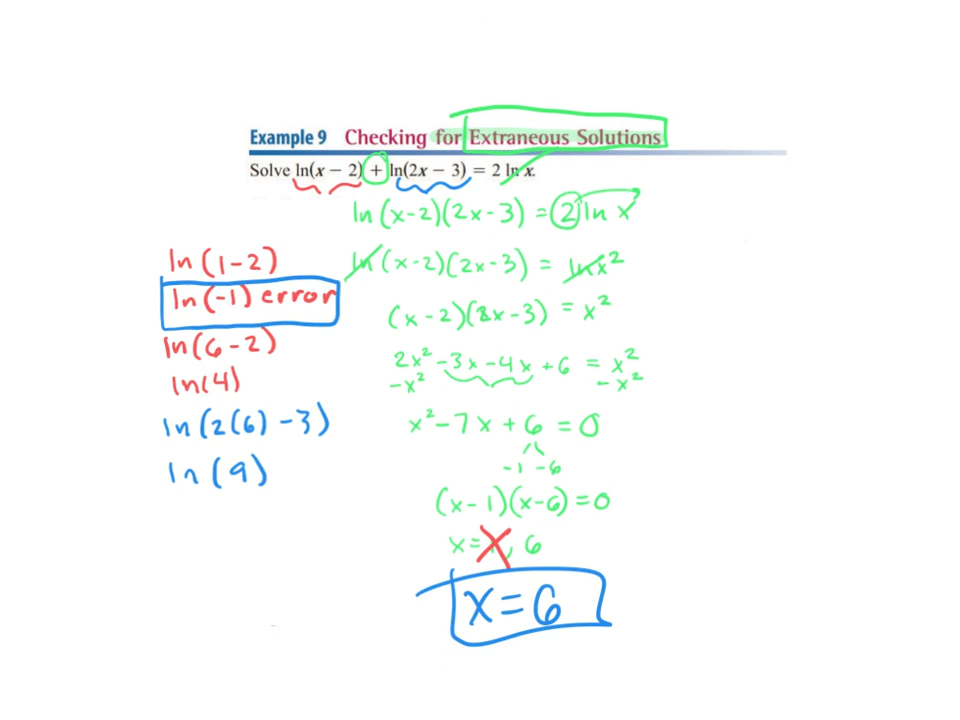 Example 9 Checking for Extraneous Solutions
Solve ln(x − 2) + ln(2x − 3) = 2 ln x.
ln (x-2)(2x-3) = 2 ln x
ln (x-2)(2x-3) = ln x²
(x-2)(2x-3) = x²
2x² -3x -4x +6 = x²
-x² -x²
x² -7x + 6 = 0
-1 -6
(x-1)(x-6) = 0
x= , 6
x=6
ln(1-2)
ln(-1) error
ln(6-2)
ln(4)
ln(2(6)-3)
ln(9)